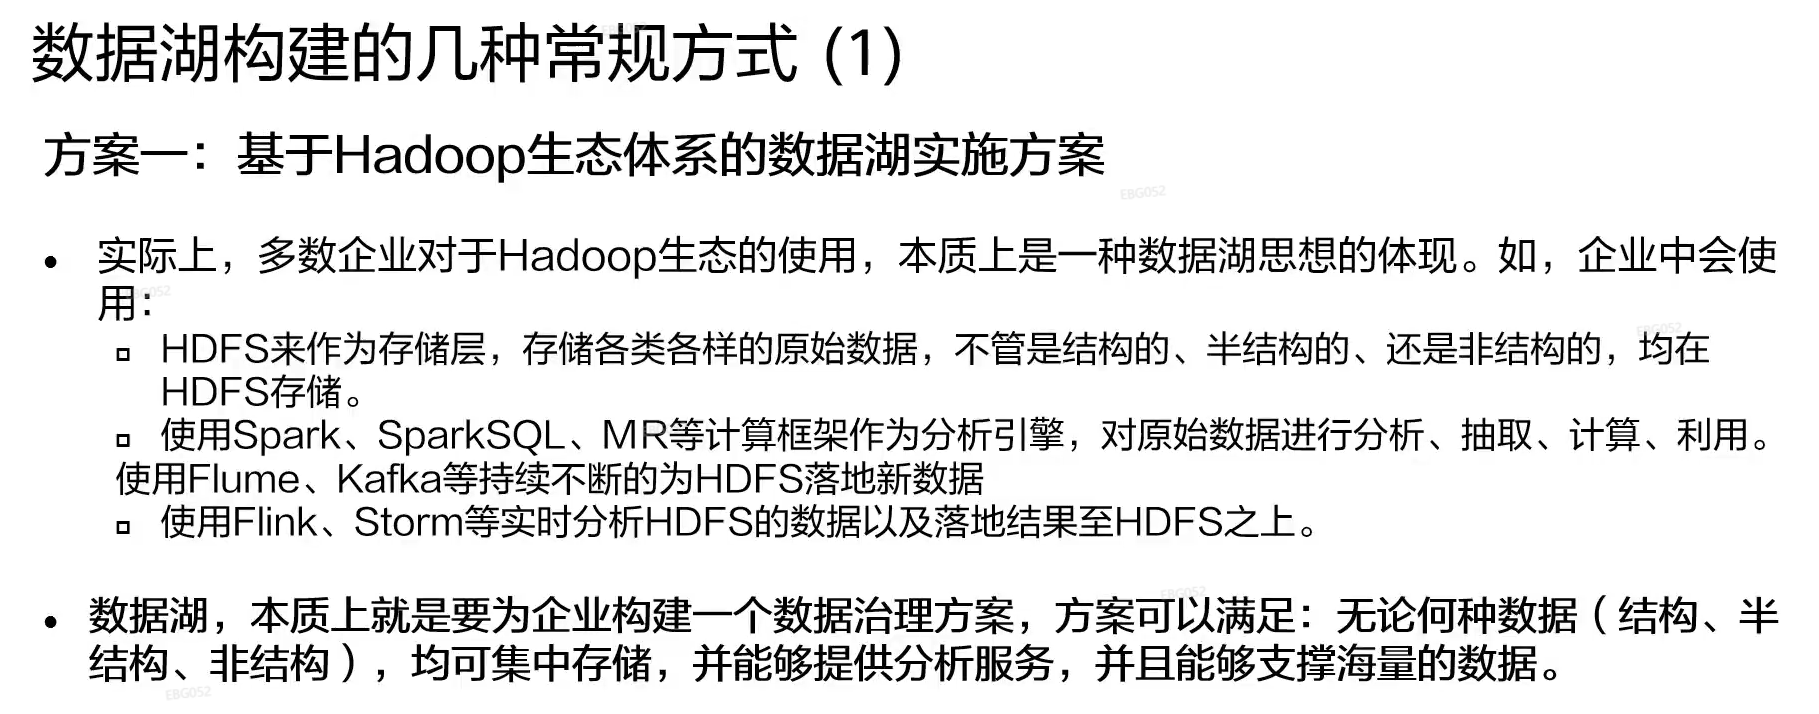 数据湖构建的几种常规方式 (1)
方案一：基于Hadoop生态体系的数据湖实施方案
EBG052
EBG052
• 实际上，多数企业对于Hadoop生态的使用，本质上是一种数据湖思想的体现。如，企业中会使
用：
EBG052
EBG052
HDFS来作为存储层，存储各类各样的原始数据，不管是结构的、半结构的、还是非结构的，均在
HDFS存储。
使用Spark、SparkSQL、MR等计算框架作为分析引擎，对原始数据进行分析、抽取、计算、利用。
使用Flume、Kafka等持续不断的为HDFS落地新数据
使用Flink、Storm等实时分析HDFS的数据以及落地结果至HDFS之上。
EBG052
• 数据湖，本质上就是要为企业构建一个数据治理方案，方案可以满足：无论何种数据（结构、半
结构、非结构），均可集中存储，并能够提供分析服务，并且能够支撑海量的数据。
EBG052